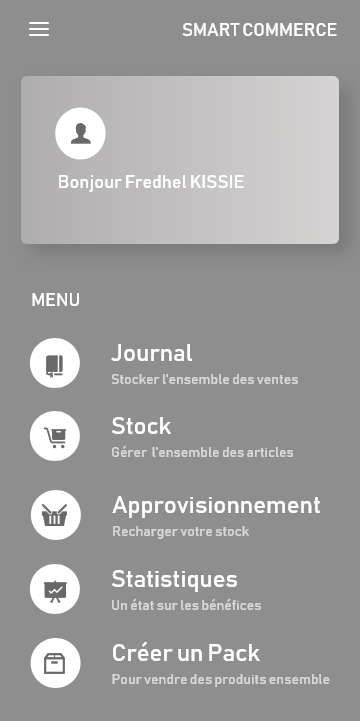 SMART COMMERCE
Bonjour Fredhel KISSIE
MENU
Journal
Stocker l'ensemble des ventes
Stock
Gérer l'ensemble des articles
Approvisionnement
Recharger votre stock
Statistiques
Un état sur les bénéfices
Créer un Pack
Pour vendre des produits ensemble